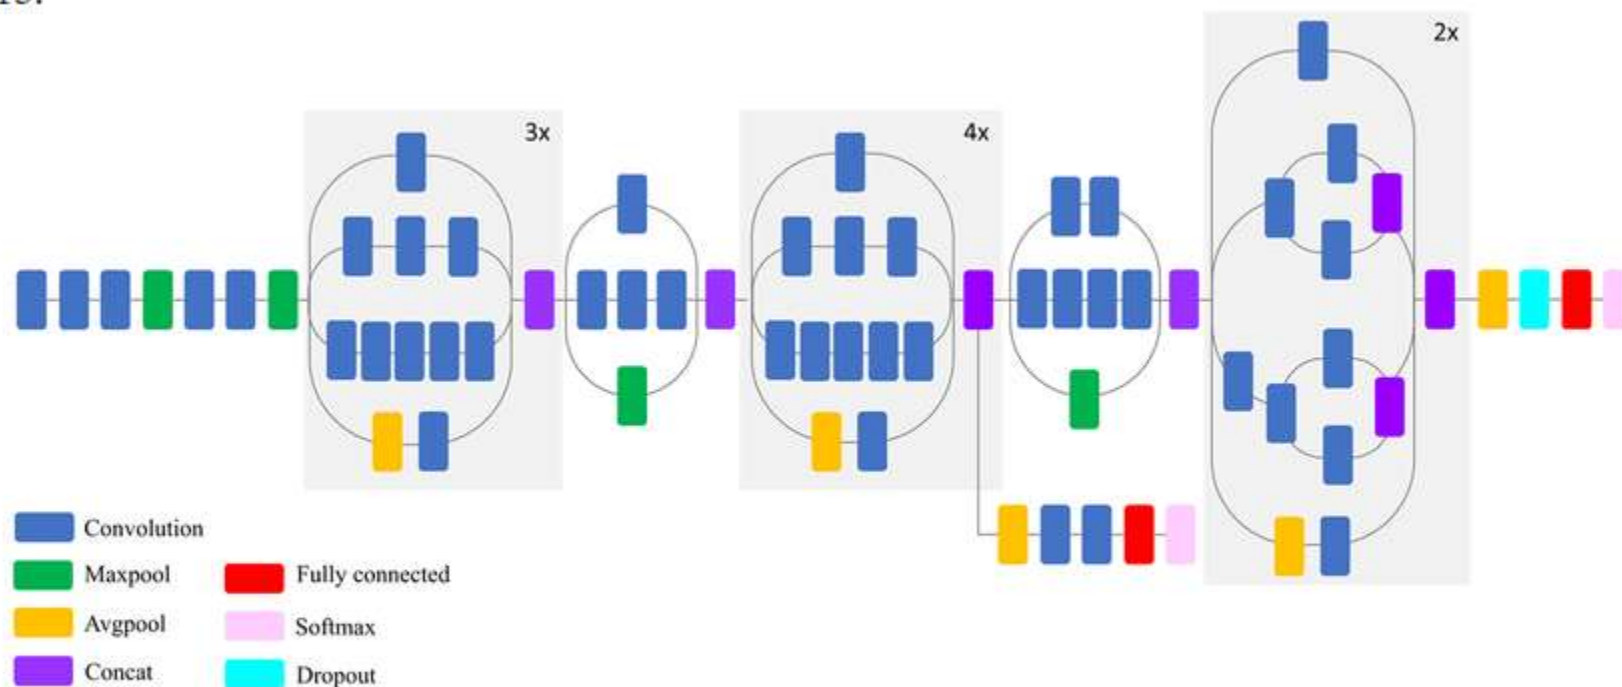 3x
4x
2x
Convolution
Maxpool
Fully connected
Avgpool
Softmax
Concat
Dropout